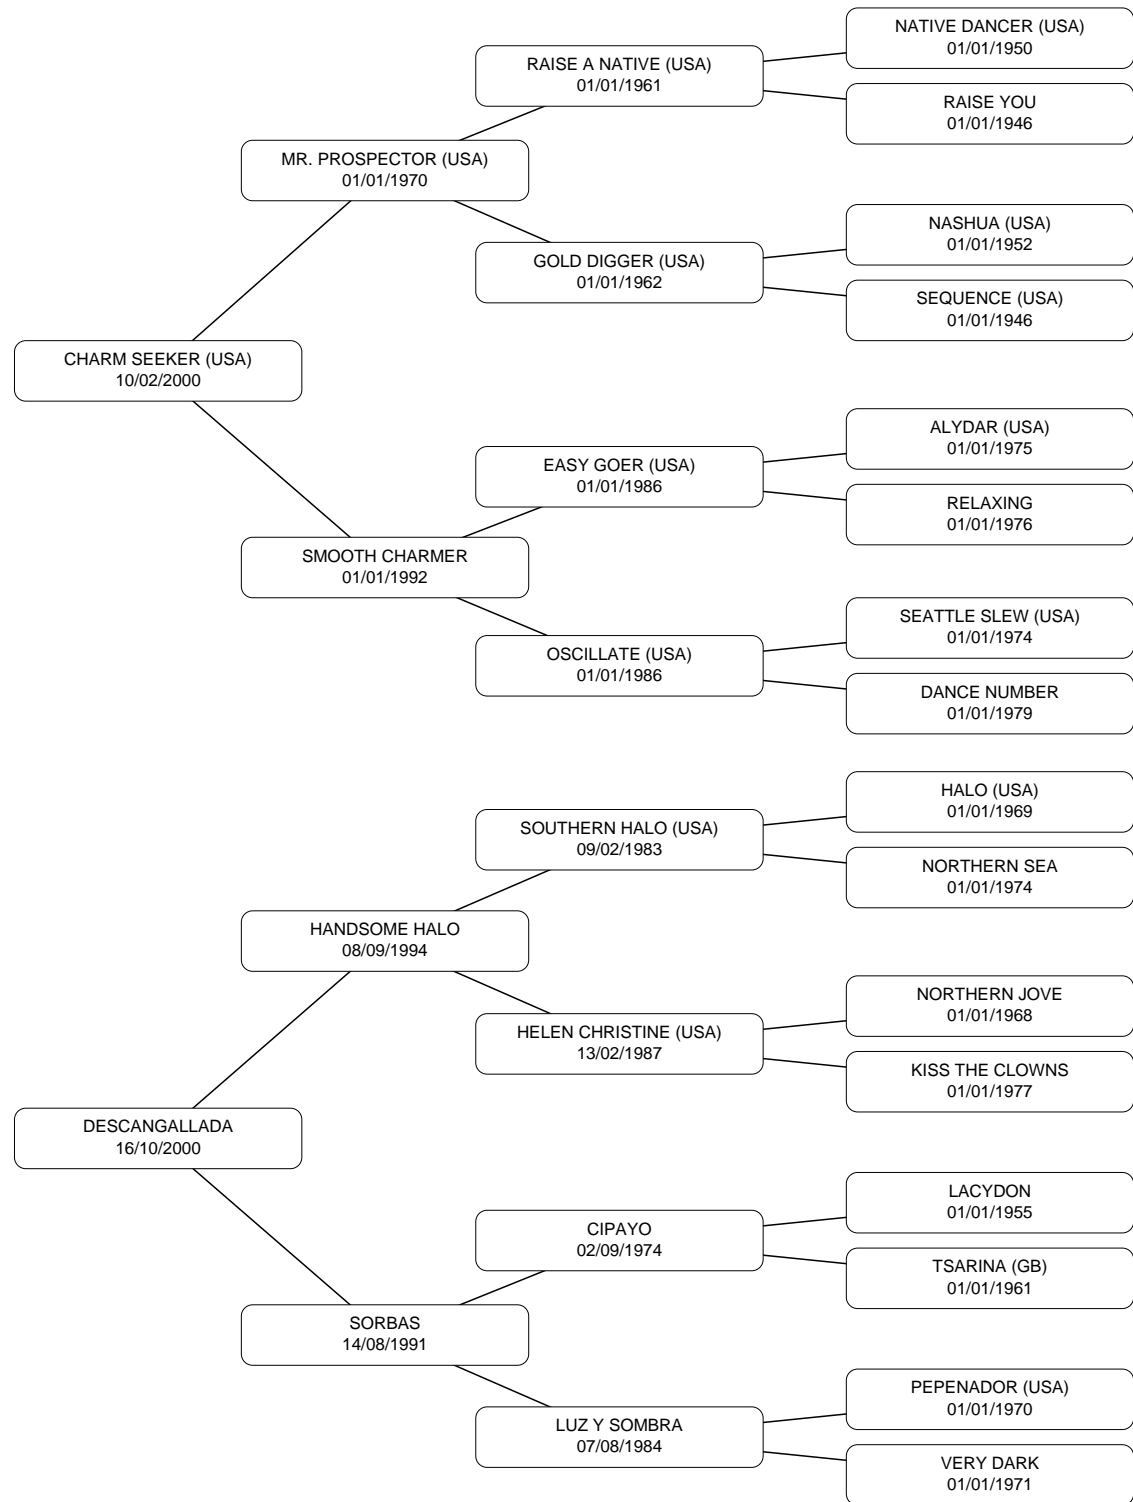 NATIVE DANCER (USA)
01/01/1950
RAISE A NATIVE (USA)
01/01/1961
RAISE YOU
01/01/1946
MR. PROSPECTOR (USA)
01/01/1970
NASHUA (USA)
01/01/1952
GOLD DIGGER (USA)
01/01/1962
SEQUENCE (USA)
01/01/1946
CHARM SEEKER (USA)
10/02/2000
ALYDAR (USA)
01/01/1975
EASY GOER (USA)
01/01/1986
RELAXING
01/01/1976
SMOOTH CHARMER
01/01/1992
SEATTLE SLEW (USA)
01/01/1974
OSCILLATE (USA)
01/01/1986
DANCE NUMBER
01/01/1979
HALO (USA)
01/01/1969
SOUTHERN HALO (USA)
09/02/1983
NORTHERN SEA
01/01/1974
HANDSOME HALO
08/09/1994
NORTHERN JOVE
01/01/1968
HELEN CHRISTINE (USA)
13/02/1987
KISS THE CLOWNS
01/01/1977
DESCANGALLADA
16/10/2000
LACYDON
01/01/1955
CIPAYO
02/09/1974
TSARINA (GB)
01/01/1961
SORBAS
14/08/1991
PEPENADOR (USA)
01/01/1970
LUZ Y SOMBRA
07/08/1984
VERY DARK
01/01/1971